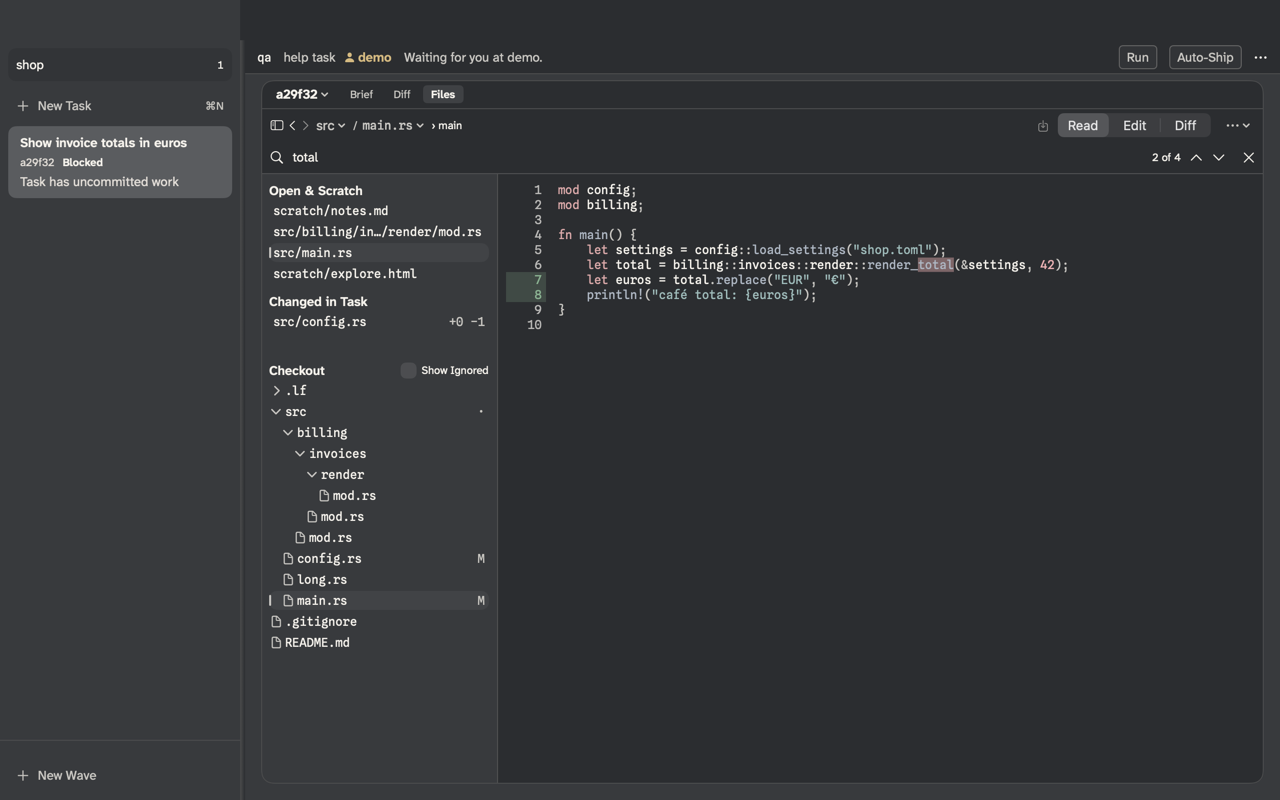 shop 1
qa help task demo Waiting for you at demo. Run Auto-Ship
New Task ⌘N
Show invoice totals in euros
a29f32 Blocked
Task has uncommitted work
New Wave
a29f32 Brief Diff Files
src / main.rs › main Read Edit Diff
total 2 of 4
Open & Scratch
scratch/notes.md
src/billing/in…/render/mod.rs
src/main.rs
scratch/explore.html
Changed in Task
src/config.rs +0 -1
Checkout Show Ignored
.lf
src
billing
invoices
render
mod.rs
mod.rs
mod.rs
config.rs M
long.rs
main.rs M
.gitignore
README.md
1 mod config;
2 mod billing;
3
4 fn main() {
5 let settings = config::load_settings("shop.toml");
6 let total = billing::invoices::render::render_total(&settings, 42);
7 let euros = total.replace("EUR", "€");
8 println!("café total: {euros}");
9 }
10